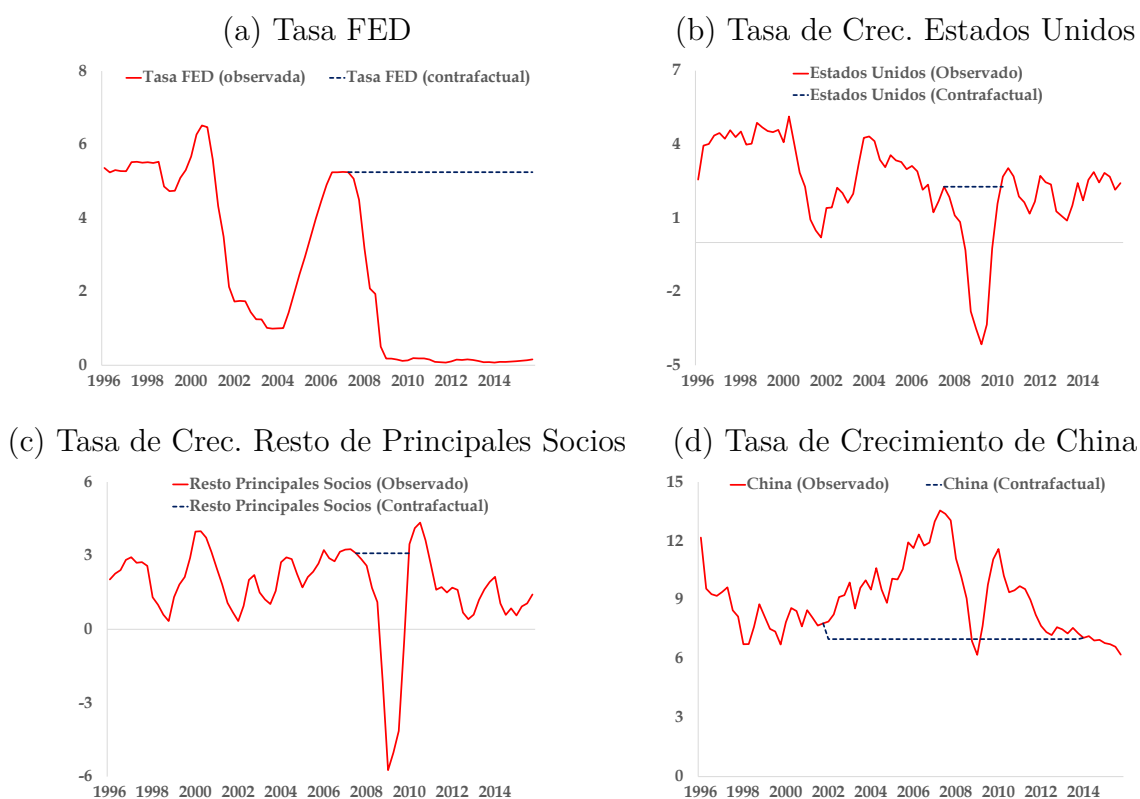 (a) Tasa FED
8
Tasa FED (observada)
Tasa FED (contrafactual)
6
4
2
0
1996 1998 2000 2002 2004 2006 2008 2010 2012 2014
(b) Tasa de Crec. Estados Unidos
7
Estados Unidos (Observado)
Estados Unidos (Contrafactual)
4
1
-2
-5
1996 1998 2000 2002 2004 2006 2008 2010 2012 2014
(c) Tasa de Crec. Resto de Principales Socios
6
Resto Principales Socios (Observado)
Resto Principales Socios (Contrafactual)
3
0
-3
-6
1996 1998 2000 2002 2004 2006 2008 2010 2012 2014
(d) Tasa de Crecimiento de China
15
China (Observado)
China (Contrafactual)
12
9
6
3
0
1996 1998 2000 2002 2004 2006 2008 2010 2012 2014